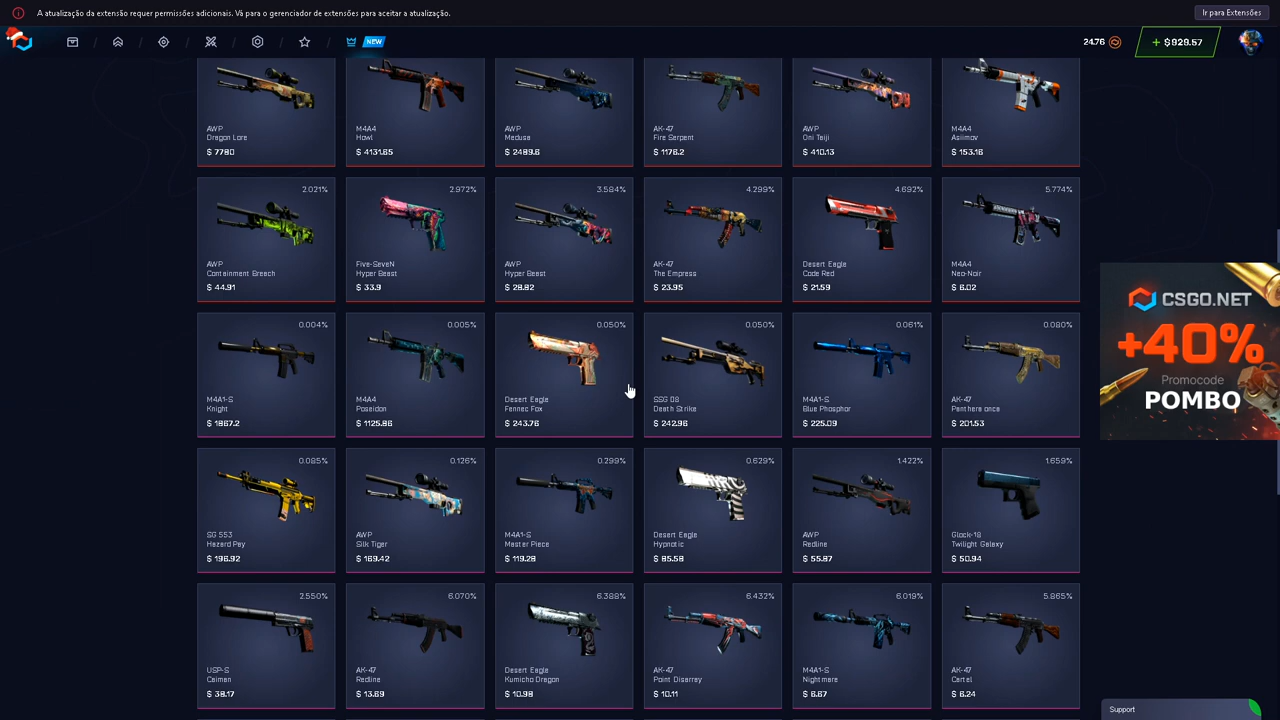 A atualização da extensão requer permissões adicionais. Vá para o gerenciador de extensões para aceitar a atualização.
Ir para Extensões
NEW
24.76
+ $929.57
AWP
Dragon Lore
$ 7780
M4A4
Howl
$ 4131.65
AWP
Medusa
$ 2489.6
AK-47
Fire Serpent
$ 1176.2
AWP
Oni Taiji
$ 410.13
M4A4
Asiimov
$ 153.16
2.021%
AWP
Containment Breach
$ 44.91
2.972%
Five-SeveN
Hyper Beast
$ 33.9
3.584%
AWP
Hyper Beast
$ 28.82
4.299%
AK-47
The Empress
$ 23.95
4.692%
Desert Eagle
Code Red
$ 21.59
5.774%
M4A4
Neo-Noir
$ 6.02
0.004%
M4A1-S
Knight
$ 1867.2
0.005%
M4A4
Poseidon
$ 1125.86
0.050%
Desert Eagle
Fennec Fox
$ 243.76
0.050%
SSG 08
Death Strike
$ 242.96
0.061%
M4A1-S
Blue Phosphor
$ 225.09
0.080%
AK-47
Panthera onca
$ 201.53
0.085%
SG 553
Hazard Pay
$ 196.92
0.126%
AWP
Silk Tiger
$ 169.42
0.299%
M4A1-S
Master Piece
$ 119.28
0.629%
Desert Eagle
Hypnotic
$ 85.58
1.422%
AWP
Redline
$ 55.87
1.659%
Glock-18
Twilight Galaxy
$ 50.94
2.550%
USP-S
Caiman
$ 38.17
6.070%
AK-47
Redline
$ 13.69
6.388%
Desert Eagle
Kumicho Dragon
$ 10.98
6.432%
AK-47
Point Disarray
$ 10.11
6.019%
M4A1-S
Nightmare
$ 6.67
5.865%
AK-47
Cartel
$ 6.24
CSGO.NET
+40%
Promocode
POMBO
Support